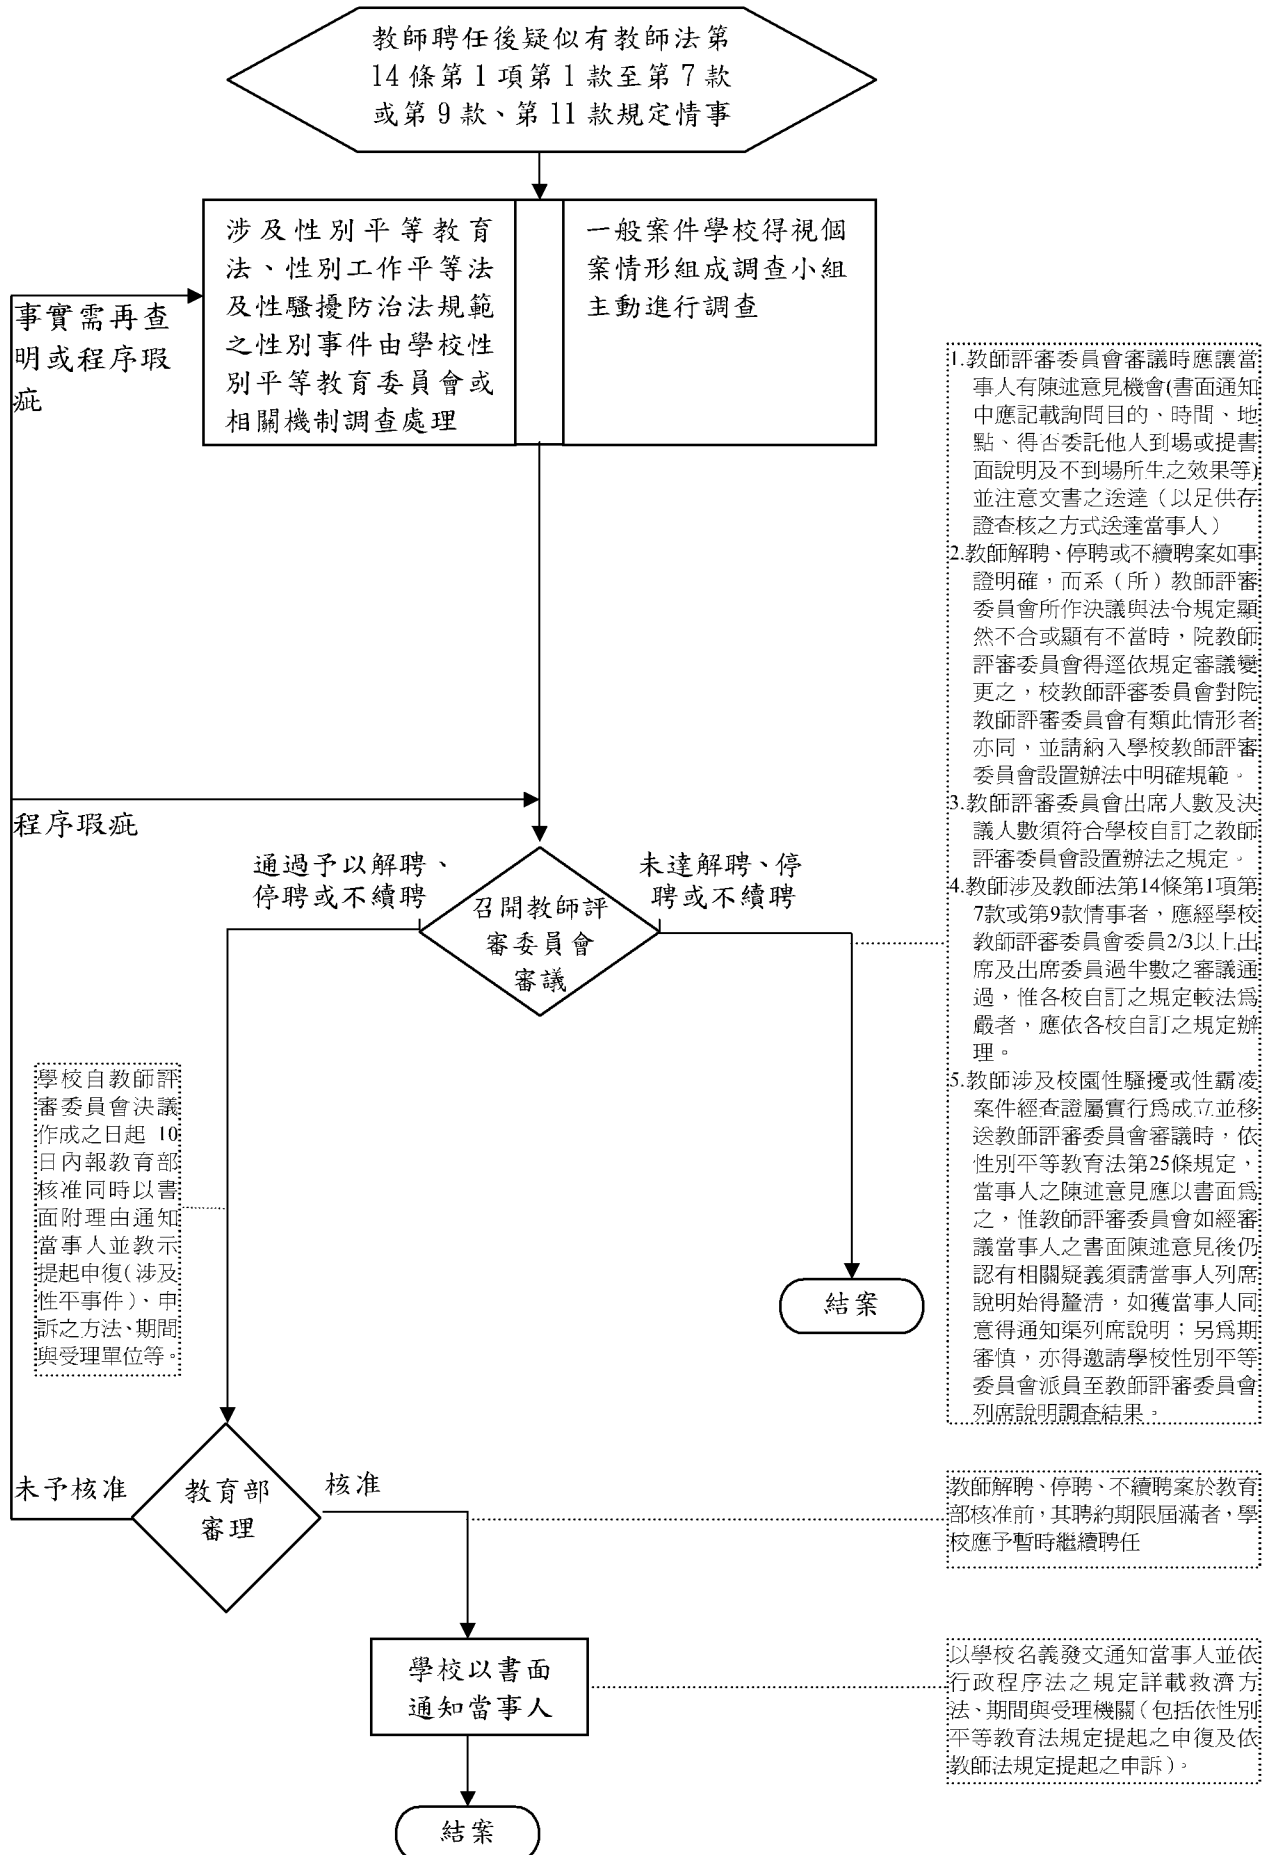 教師聘任後疑似有教師法第
14 條第 1 項第 1 款至第 7 款
或第 9 款、第 11 款規定情事
涉及性別平等教育
法、性別工作平等法
及性騷擾防治法規範
之性別事件由學校性
別平等教育委員會或
相關機制調查處理
一般案件學校得視個
案情形組成調查小組
主動進行調查
事實需再查
明或程序瑕
疵
1.教師評審委員會審議時應讓當
事人有陳述意見機會(書面通知
中應記載詢問目的、時間、地
點、得否委託他人到場或提書
面說明及不到場所生之效果等)
並注意文書之送達（以足供存
證查核之方式送達當事人）
2.教師解聘、停聘或不續聘案如事
證明確，而系（所）教師評審
委員會所作決議與法令規定顯
然不合或顯有不當時，院教師
評審委員會得逕依規定審議變
更之，校教師評審委員會對院
教師評審委員會有類此情形者
亦同，並請納入學校教師評審
委員會設置辦法中明確規範。
3.教師評審委員會出席人數及決
議人數須符合學校自訂之教師
評審委員會設置辦法之規定。
4.教師涉及教師法第14條第1項第
7款或第9款情事者，應經學校
教師評審委員會委員2/3以上出
席及出席委員過半數之審議通
過，惟各校自訂之規定較法為
嚴者，應依各校自訂之規定辦
理。
5.教師涉及校園性騷擾或性霸凌
案件經查證屬實行為成立並移
送教師評審委員會審議時，依
性別平等教育法第25條規定，
當事人之陳述意見應以書面為
之，惟教師評審委員會如經審
議當事人之書面陳述意見後仍
認有相關疑義須請當事人列席
說明始得釐清，如獲當事人同
意得通知渠列席說明；另為期
審慎，亦得邀請學校性別平等
委員會派員至教師評審委員會
列席說明調查結果。
程序瑕疵
通過予以解聘、
停聘或不續聘
未達解聘、停
聘或不續聘
召開教師評
審委員會
審議
學校自教師評
審委員會決議
作成之日起 10
日內報教育部
核准同時以書
面附理由通知
當事人並教示
提起申復(涉及
性平事件)、申
訴之方法、期間
與受理單位等。
結案
未予核准
教育部
審理
核准
教師解聘、停聘、不續聘案於教育
部核准前，其聘約期限屆滿者，學
校應予暫時繼續聘任
學校以書面
通知當事人
以學校名義發文通知當事人並依
行政程序法之規定詳載救濟方
法、期間與受理機關（包括依性別
平等教育法規定提起之申復及依
教師法規定提起之申訴）。
結案